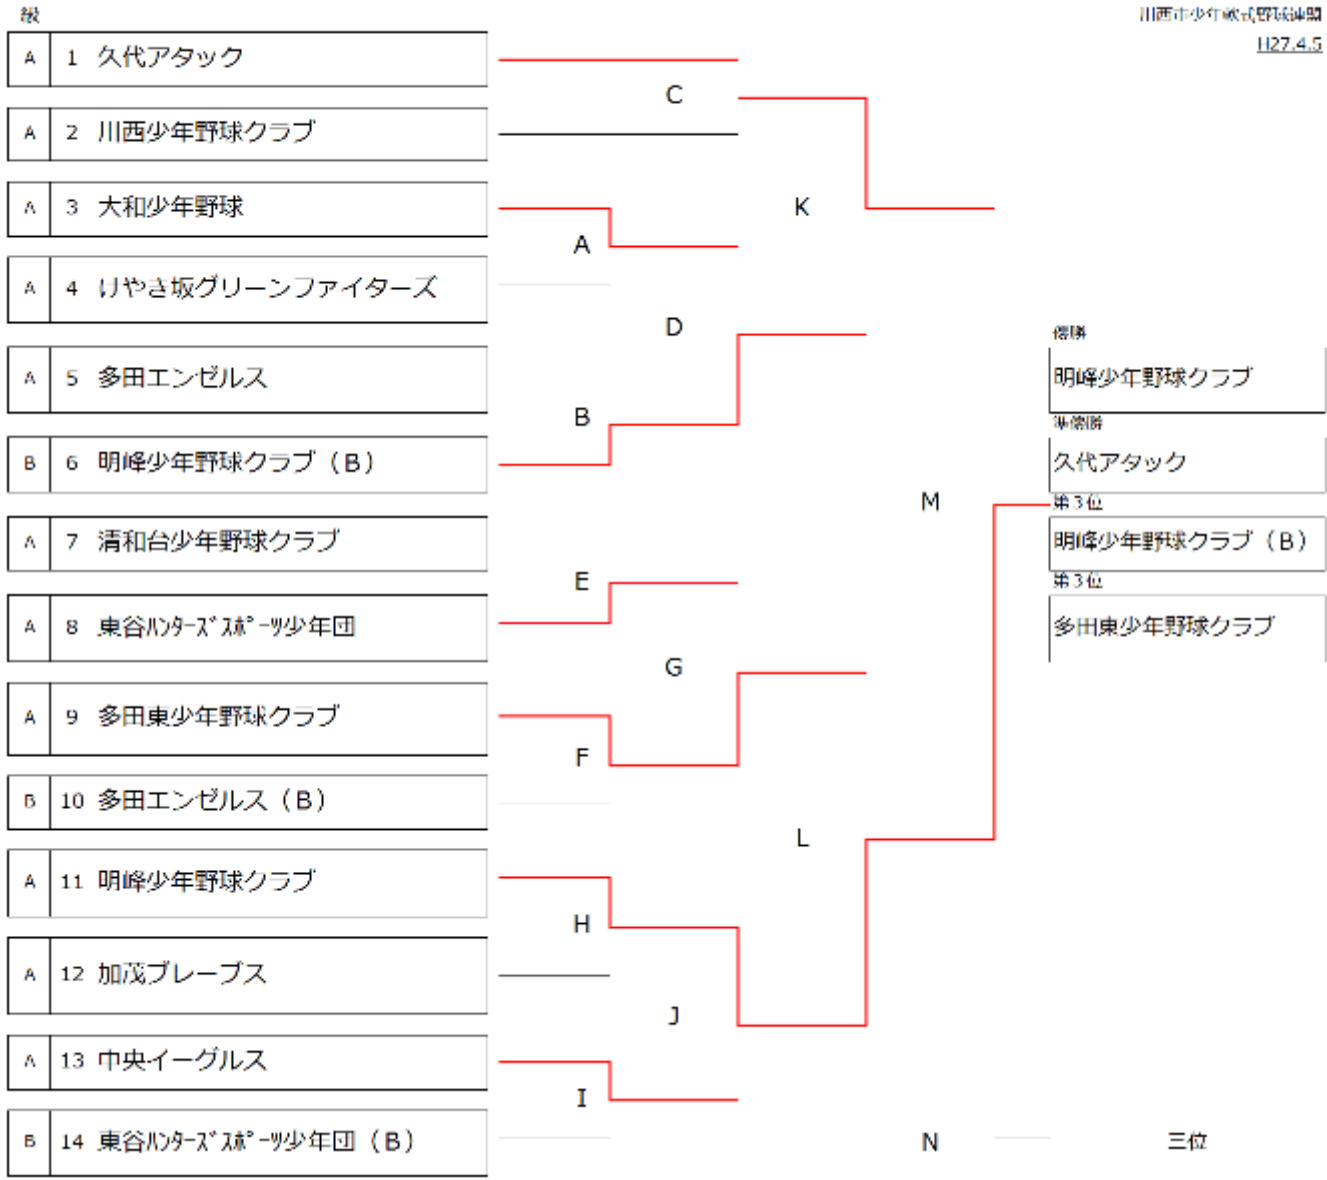 級
川西市少年軟式野球連盟
H27.4.5
A 1 久代アタック
C
A 2 川西少年野球クラブ
A 3 大和少年野球
K
A
A 4 けやき坂グリーンファイターズ
D
優勝
A 5 多田エンゼルス
明峰少年野球クラブ
B
準優勝
B 6 明峰少年野球クラブ（B）
久代アタック
M
第3位
A 7 清和台少年野球クラブ
明峰少年野球クラブ（B）
E
第3位
A 8 東谷ﾊﾝﾀｰｽﾞｽﾎﾟｰﾂ少年団
多田東少年野球クラブ
G
A 9 多田東少年野球クラブ
F
B 10 多田エンゼルス（B）
L
A 11 明峰少年野球クラブ
H
A 12 加茂ブレーブス
J
A 13 中央イーグルス
I
B 14 東谷ﾊﾝﾀｰｽﾞｽﾎﾟｰﾂ少年団（B）
N
三位